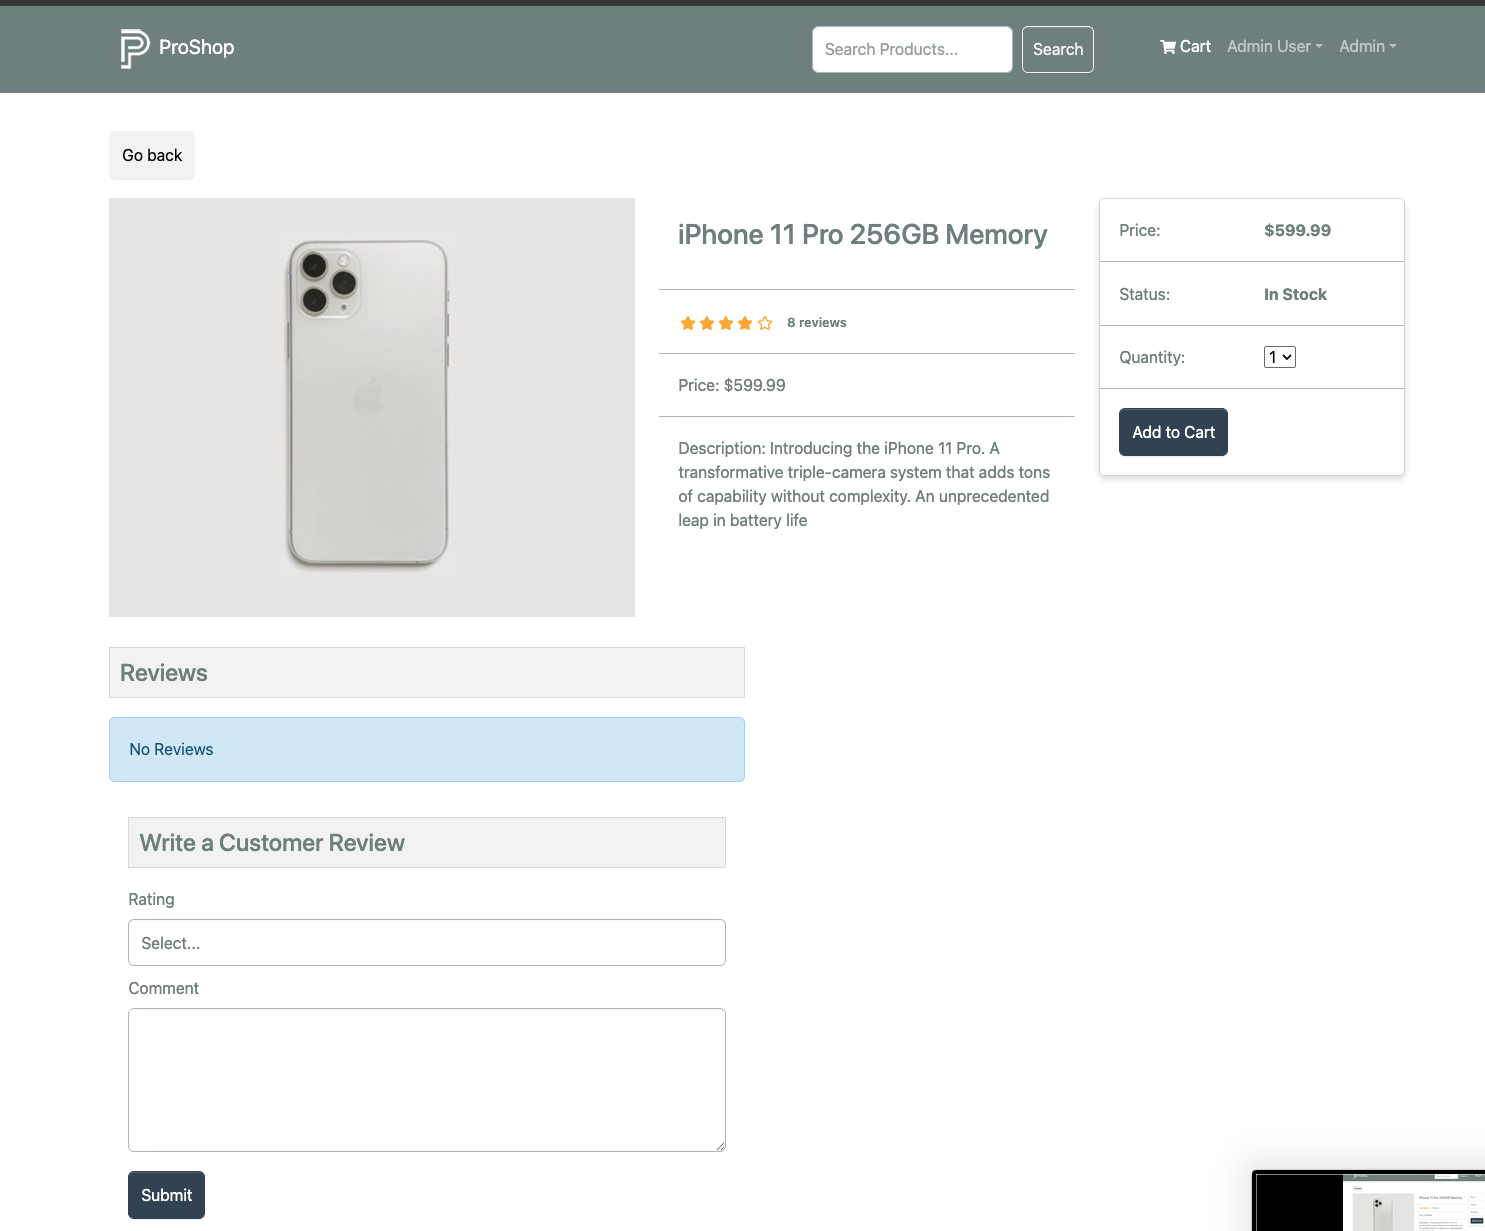 ProShop
Search Products...
Search
Cart
Admin User
Admin
Go back
iPhone 11 Pro 256GB Memory
8 reviews
Price: $599.99
Description: Introducing the iPhone 11 Pro. A
transformative triple-camera system that adds tons
of capability without complexity. An unprecedented
leap in battery life
Price: $599.99
Status: In Stock
Quantity: 1
Add to Cart
Reviews
No Reviews
Write a Customer Review
Rating
Select...
Comment
Submit